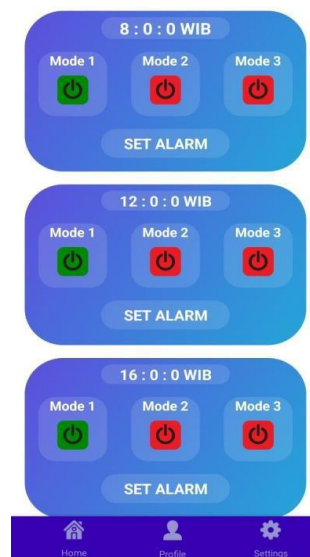 8 : 0 : 0 WIB
Mode 1 Mode 2 Mode 3
SET ALARM
12 : 0 : 0 WIB
Mode 1 Mode 2 Mode 3
SET ALARM
16 : 0 : 0 WIB
Mode 1 Mode 2 Mode 3
SET ALARM
Home Profile Settings